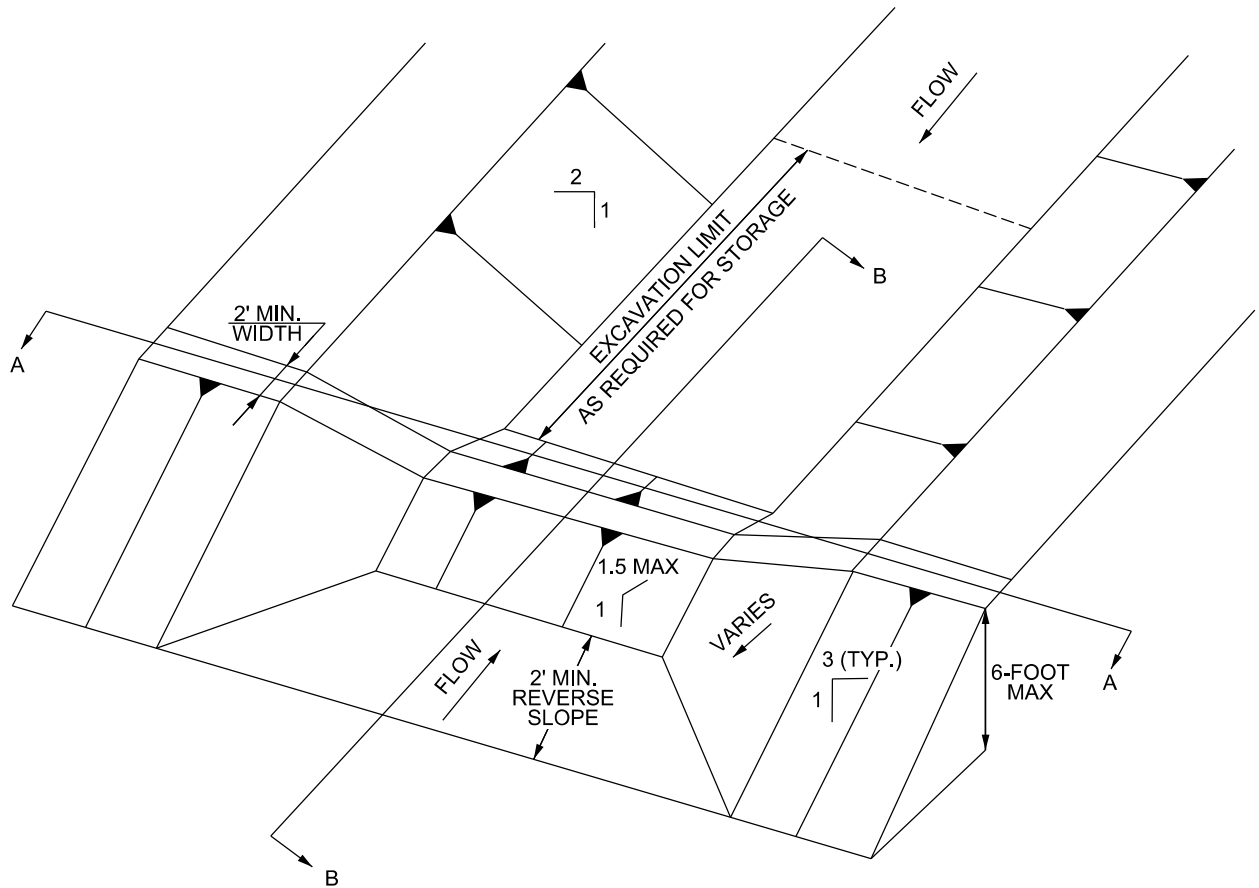 FLOW
2
1
EXCAVATION LIMIT
AS REQUIRED FOR STORAGE
B
2' MIN.
WIDTH
A
1.5 MAX
1
VARIES
FLOW
2' MIN.
REVERSE
SLOPE
3 (TYP.)
1
6-FOOT
MAX
A
B